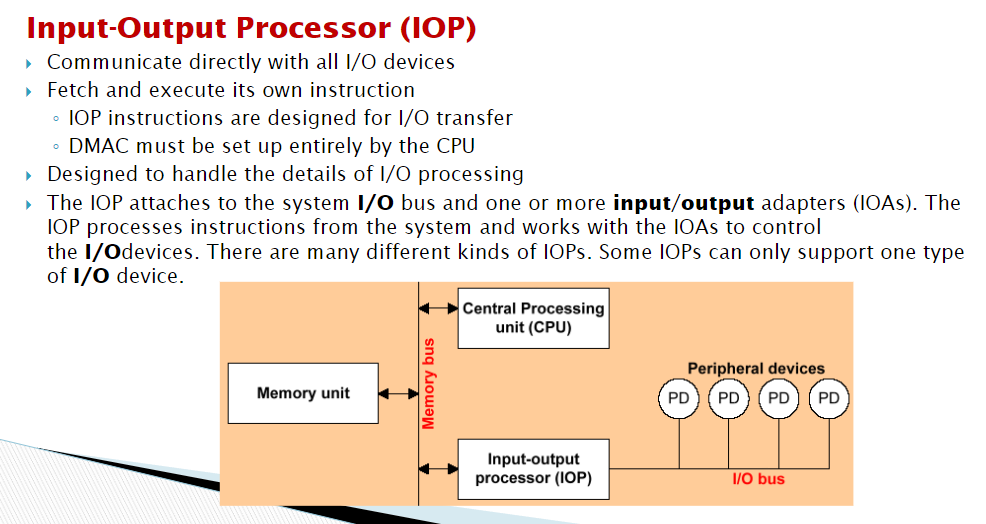 Input-Output Processor (IOP)
Communicate directly with all I/O devices
Fetch and execute its own instruction
IOP instructions are designed for I/O transfer
DMAC must be set up entirely by the CPU
Designed to handle the details of I/O processing
The IOP attaches to the system I/O bus and one or more input/output adapters (IOAs). The
IOP processes instructions from the system and works with the IOAs to control
the I/Odevices. There are many different kinds of IOPs. Some IOPs can only support one type
of I/O device.
Central Processing
unit (CPU)
Memory bus
Memory unit
Peripheral devices
PD PD PD PD
Input-output
processor (IOP)
I/O bus